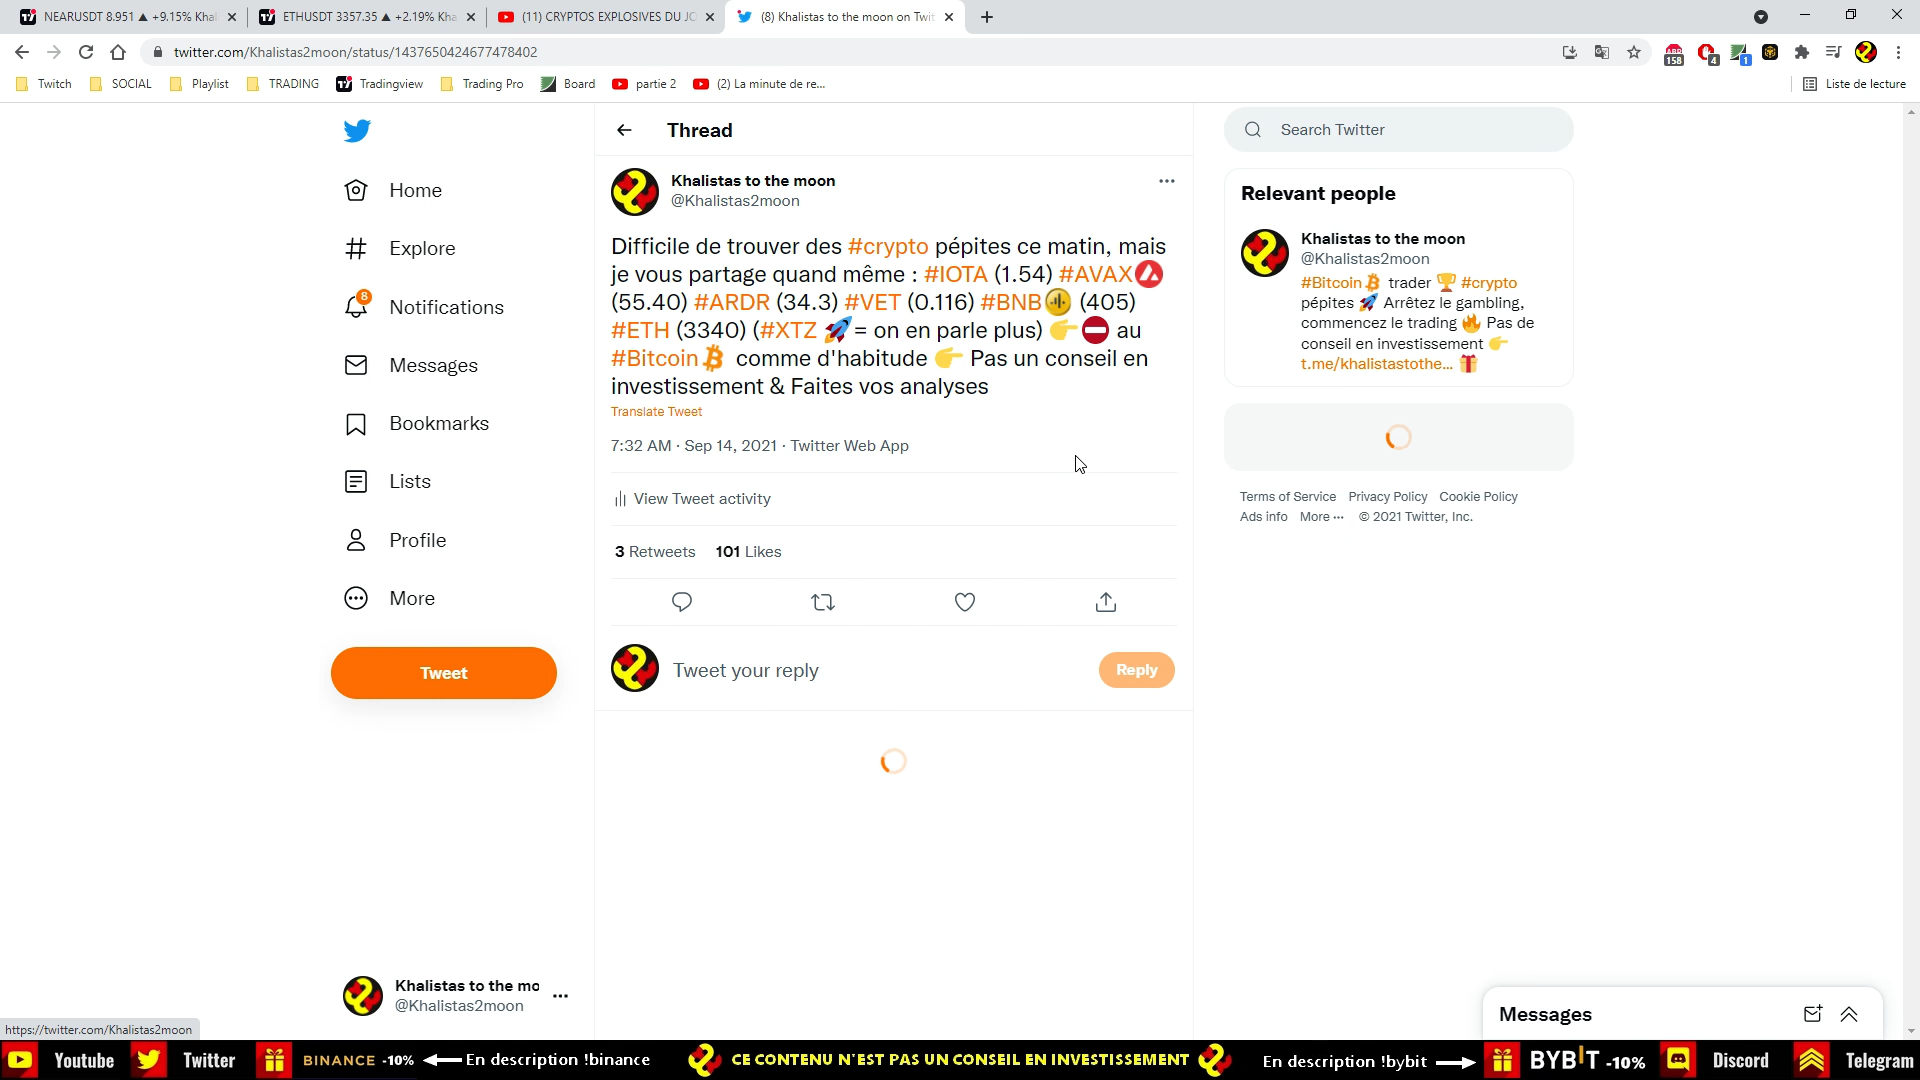 NEARUSDT 8.951 ▲ +9.15% Khal
ETHUSDT 3357.35 ▲ +2.19% Kha
(11) CRYPTOS EXPLOSIVES DU JO
(8) Khalistas to the moon on Twit
twitter.com/Khalistas2moon/status/1437650424677478402
158
4
1
Twitch
SOCIAL
Playlist
TRADING
Tradingview
Trading Pro
Board
partie 2
(2) La minute de re...
Liste de lecture
Home
Explore
8
Notifications
Messages
Bookmarks
Lists
Profile
More
Tweet
Khalistas to the mo
@Khalistas2moon
Thread
Khalistas to the moon
@Khalistas2moon
Difficile de trouver des #crypto pépites ce matin, mais
je vous partage quand même : #IOTA (1.54) #AVAX
(55.40) #ARDR (34.3) #VET (0.116) #BNB (405)
#ETH (3340) (#XTZ 🚀= on en parle plus) 👉⛔ au
#Bitcoin comme d'habitude 👉 Pas un conseil en
investissement & Faites vos analyses
Translate Tweet
7:32 AM · Sep 14, 2021 · Twitter Web App
View Tweet activity
3 Retweets 101 Likes
Tweet your reply
Reply
Search Twitter
Relevant people
Khalistas to the moon
@Khalistas2moon
#Bitcoin trader 🏆 #crypto
pépites 🚀 Arrêtez le gambling,
commencez le trading 🔥 Pas de
conseil en investissement 👉
t.me/khalistastothe... 🎁
Terms of Service Privacy Policy Cookie Policy
Ads info More ··· © 2021 Twitter, Inc.
Messages
https://twitter.com/Khalistas2moon
Youtube
Twitter
BINANCE -10%
En description !binance
CE CONTENU N'EST PAS UN CONSEIL EN INVESTISSEMENT
En description !bybit
BYBIT -10%
Discord
Telegram